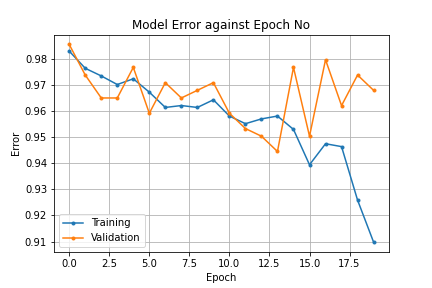 Model Error against Epoch No
0.98
0.97
0.96
0.95
0.94
0.93
0.92
0.91
Error
Training
Validation
0.0 2.5 5.0 7.5 10.0 12.5 15.0 17.5
Epoch